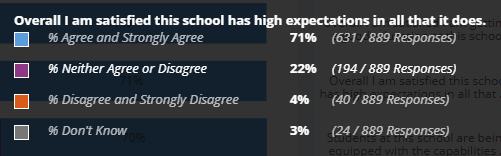 Overall I am satisfied this school has high expectations in all that it does.
% Agree and Strongly Agree 71% (631 / 889 Responses)
% Neither Agree or Disagree 22% (194 / 889 Responses)
% Disagree and Strongly Disagree 4% (40 / 889 Responses)
% Don't Know 3% (24 / 889 Responses)